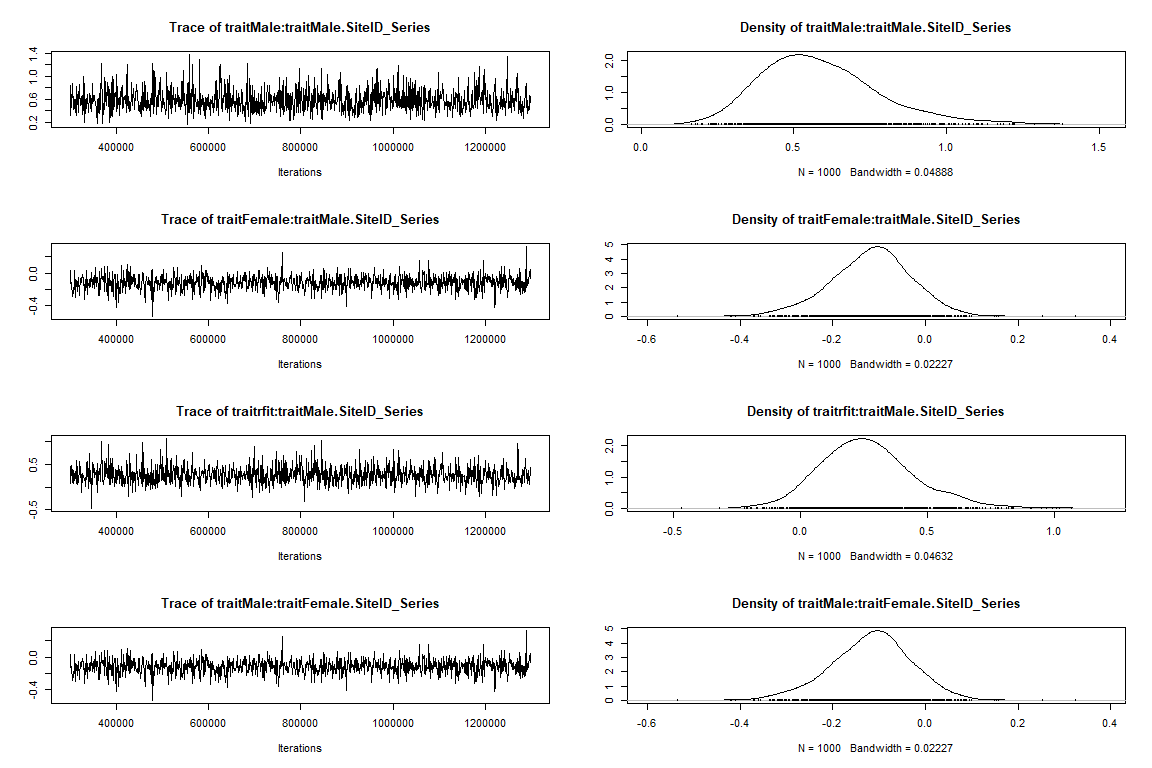 Trace of traitMale:traitMale.SiteID_Series
0.2 0.6 1.0 1.4
400000 600000 800000 1000000 1200000
Iterations
Density of traitMale:traitMale.SiteID_Series
0.0 1.0 2.0
0.0 0.5 1.0 1.5
N = 1000 Bandwidth = 0.04888
Trace of traitFemale:traitMale.SiteID_Series
-0.4 0.0
400000 600000 800000 1000000 1200000
Iterations
Density of traitFemale:traitMale.SiteID_Series
0 1 2 3 4 5
-0.6 -0.4 -0.2 0.0 0.2 0.4
N = 1000 Bandwidth = 0.02227
Trace of traitrfit:traitMale.SiteID_Series
-0.5 0.5
400000 600000 800000 1000000 1200000
Iterations
Density of traitrfit:traitMale.SiteID_Series
0.0 1.0 2.0
-0.5 0.0 0.5 1.0
N = 1000 Bandwidth = 0.04632
Trace of traitMale:traitFemale.SiteID_Series
-0.4 0.0
400000 600000 800000 1000000 1200000
Iterations
Density of traitMale:traitFemale.SiteID_Series
0 1 2 3 4 5
-0.6 -0.4 -0.2 0.0 0.2 0.4
N = 1000 Bandwidth = 0.02227